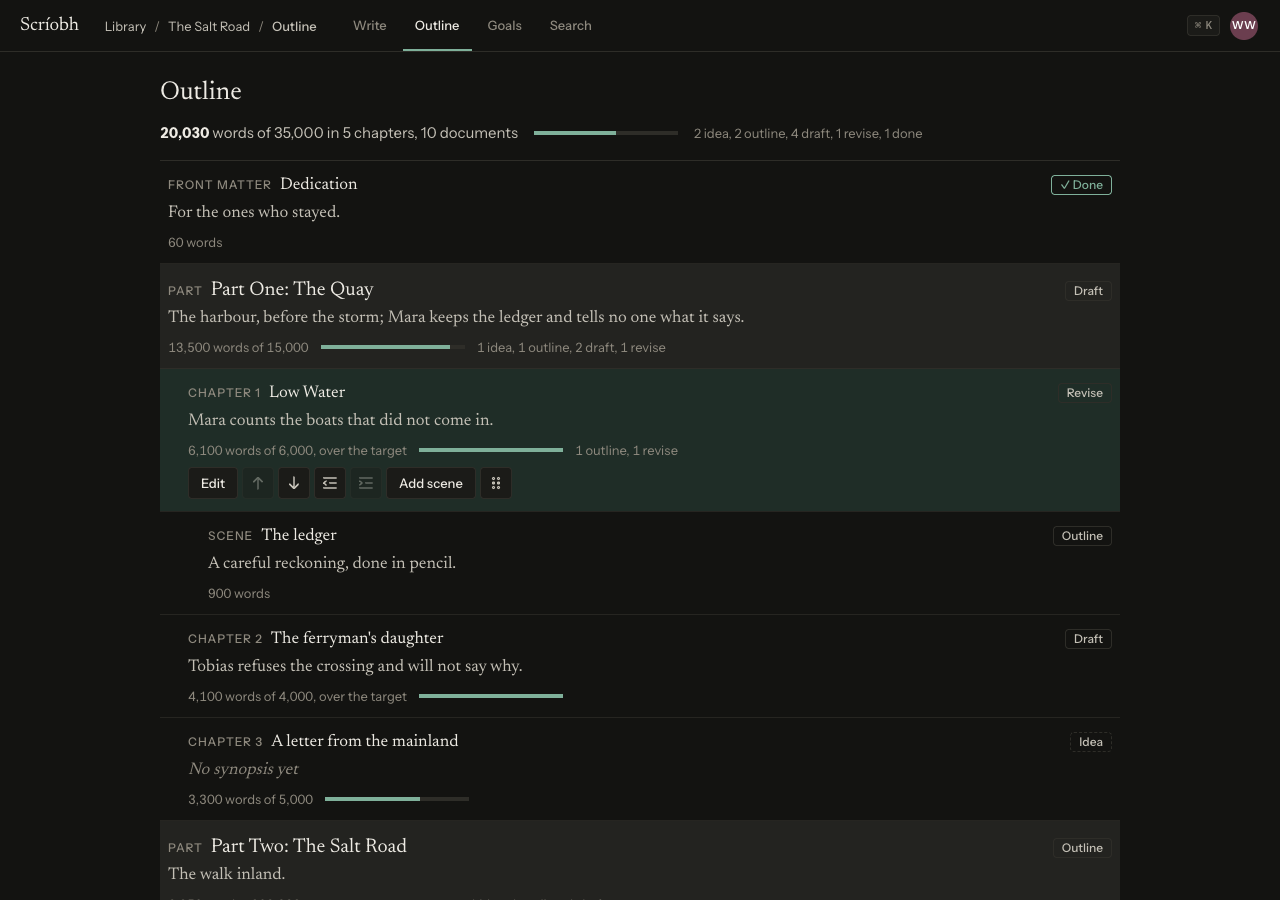 Scríobh Library / The Salt Road / Outline Write Outline Goals Search ⌘ K WW
Outline
20,030 words of 35,000 in 5 chapters, 10 documents 2 idea, 2 outline, 4 draft, 1 revise, 1 done
FRONT MATTER Dedication ✓ Done
For the ones who stayed.
60 words
PART Part One: The Quay Draft
The harbour, before the storm; Mara keeps the ledger and tells no one what it says.
13,500 words of 15,000 1 idea, 1 outline, 2 draft, 1 revise
CHAPTER 1 Low Water Revise
Mara counts the boats that did not come in.
6,100 words of 6,000, over the target 1 outline, 1 revise
Edit Add scene
SCENE The ledger Outline
A careful reckoning, done in pencil.
900 words
CHAPTER 2 The ferryman's daughter Draft
Tobias refuses the crossing and will not say why.
4,100 words of 4,000, over the target
CHAPTER 3 A letter from the mainland Idea
No synopsis yet
3,300 words of 5,000
PART Part Two: The Salt Road Outline
The walk inland.